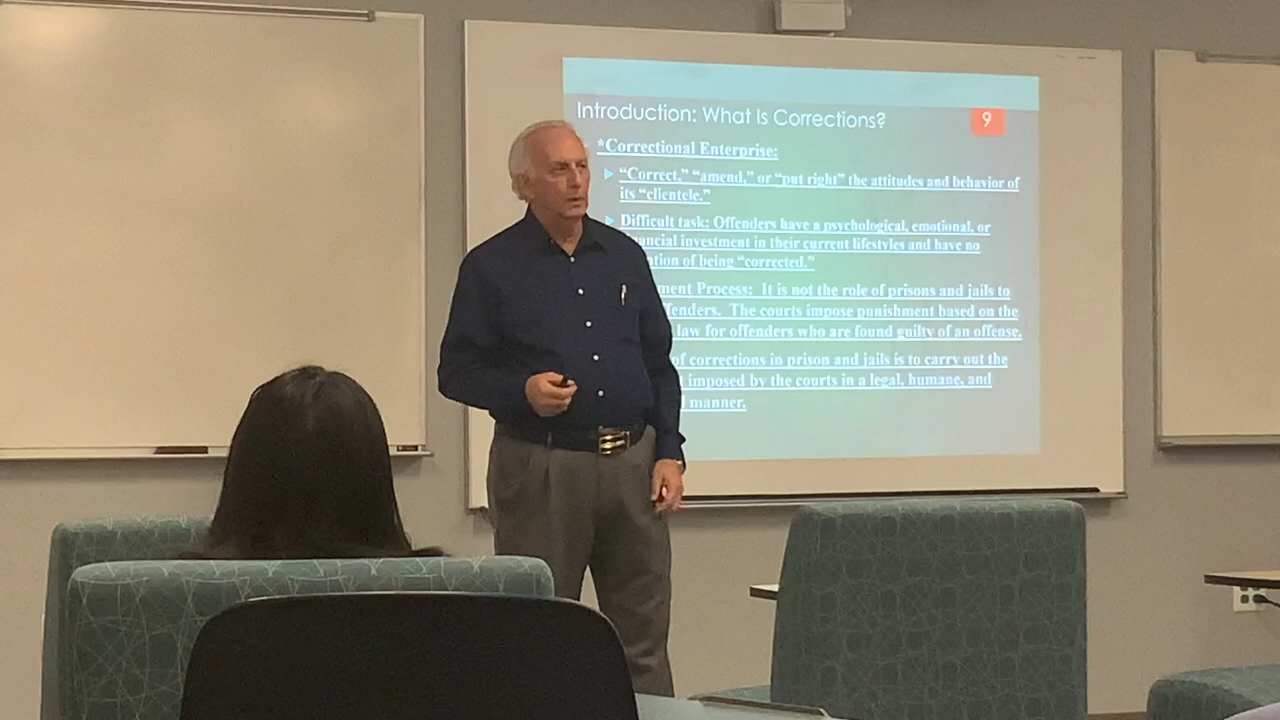 Introduction: What Is Corrections?
9
*Correctional Enterprise:
"Correct," "amend," or "put right" the attitudes and behavior of
its "clientele."
Difficult task: Offenders have a psychological, emotional, or
investment in their current lifestyles and have no
of being "corrected."
Process: It is not the role of prisons and jails to
The courts impose punishment based on the
law for offenders who are found guilty of an offense.
of corrections in prison and jails is to carry out the
imposed by the courts in a legal, humane, and
manner.